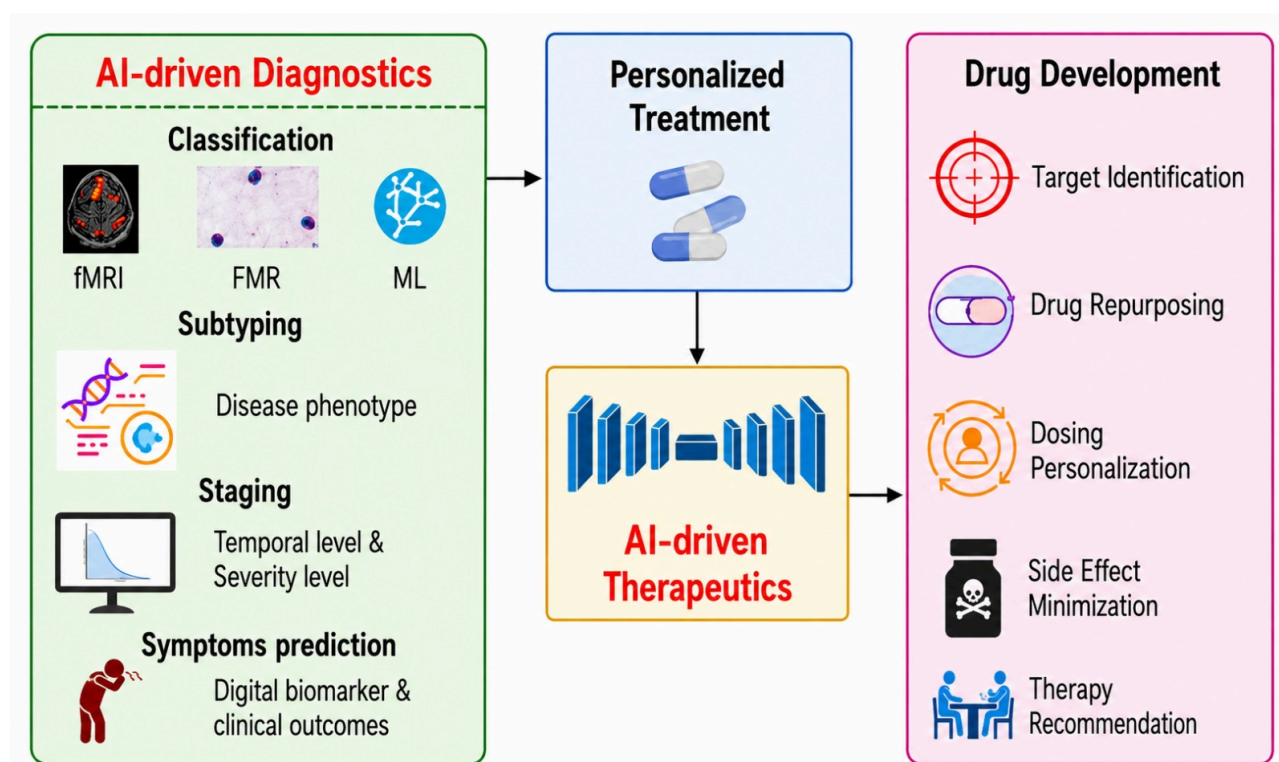 AI-driven Diagnostics
Classification
fMRI
FMR
ML
Subtyping
Disease phenotype
Staging
Temporal level &
Severity level
Symptoms prediction
Digital biomarker &
clinical outcomes
Personalized
Treatment
AI-driven
Therapeutics
Drug Development
Target Identification
Drug Repurposing
Dosing
Personalization
Side Effect
Minimization
Therapy
Recommendation